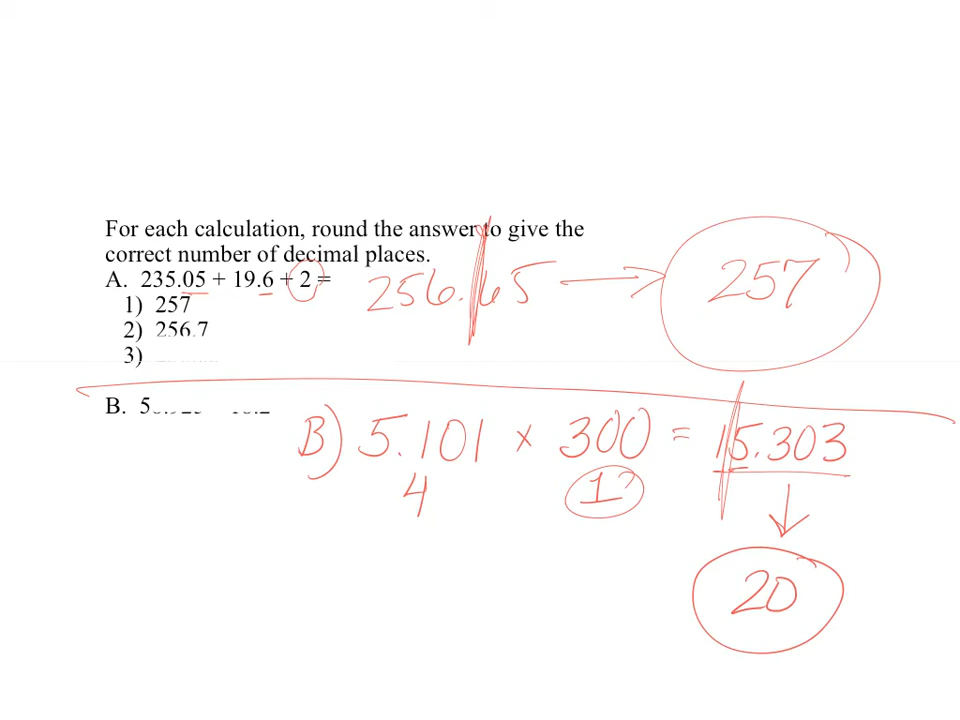 For each calculation, round the answer to give the
correct number of decimal places.
A. 235.05 + 19.6 + 2 = 256.65 → 257
1) 257
2) 256.7
3)
B.
B) 5.101 x 300 = 15.303
4 1
20